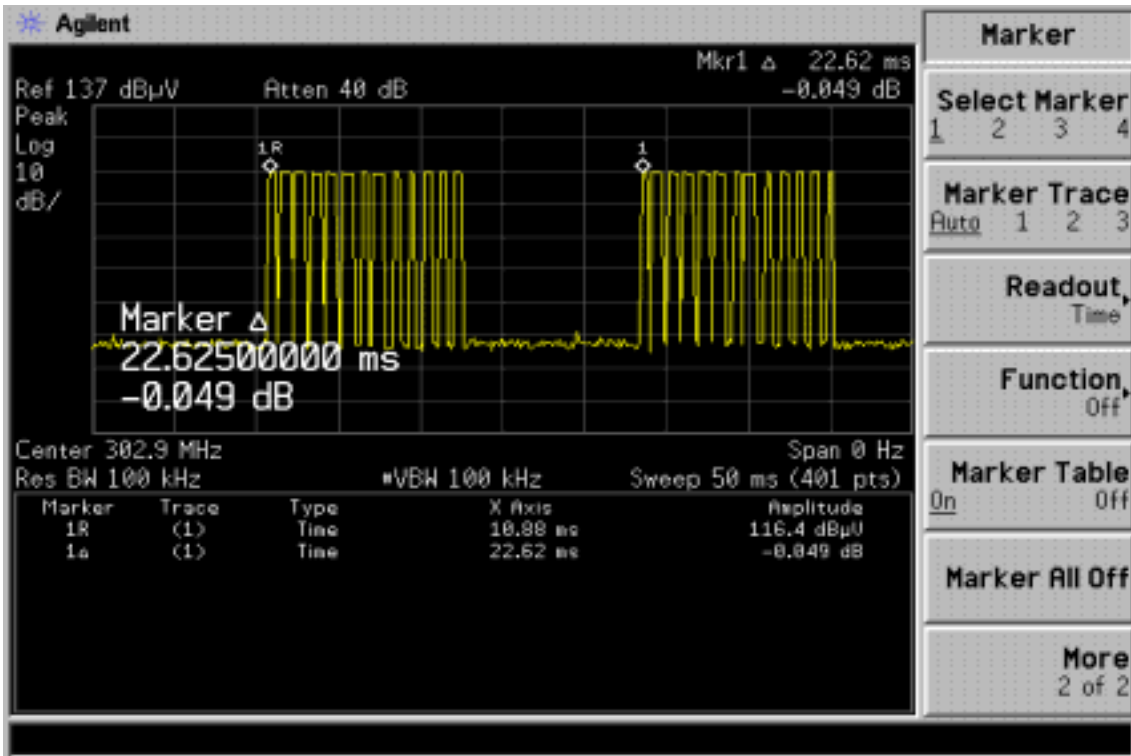 Agilent
Mkr1 Δ 22.62 ms
Ref 137 dBµV Atten 40 dB -0.049 dB
Peak
Log
10
dB/
1R
1
Marker Δ
22.62500000 ms
-0.049 dB
Center 302.9 MHz Span 0 Hz
Res BW 100 kHz #VBW 100 kHz Sweep 50 ms (401 pts)
Marker Trace Type X Axis Amplitude
1R (1) Time 10.88 ms 116.4 dBµV
1Δ (1) Time 22.62 ms -0.049 dB
Marker
Select Marker
1 2 3 4
Marker Trace
Auto 1 2 3
Readout
Time
Function
Off
Marker Table
On Off
Marker All Off
More
2 of 2